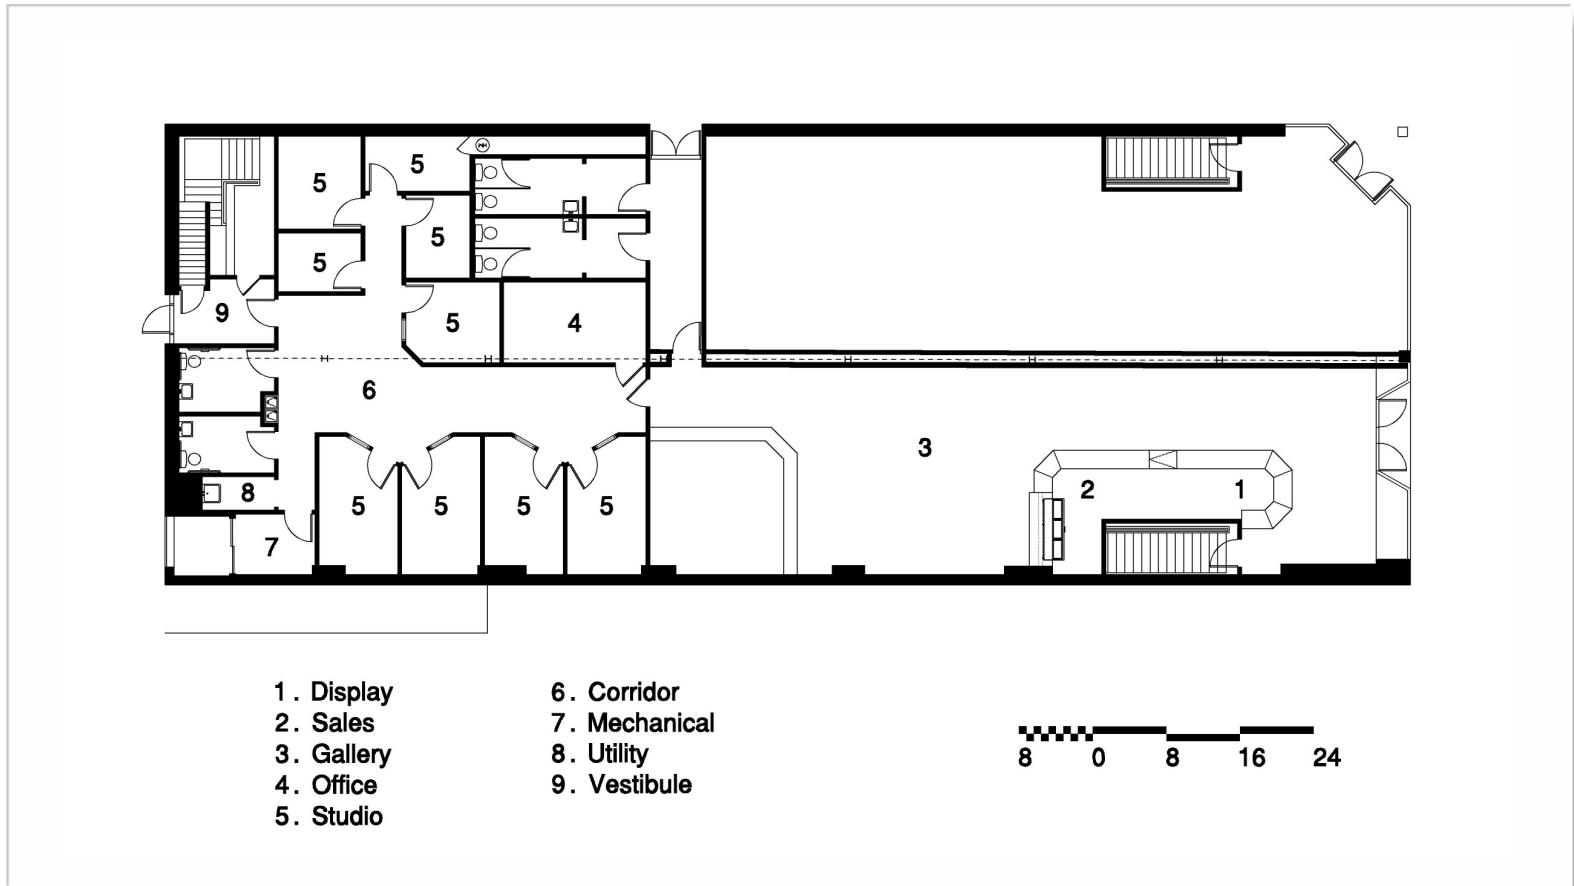 WH
5
5
5
5
9
5
4
6
3
8
5
5
5
5
2
1
7
1. Display
2. Sales
3. Gallery
4. Office
5. Studio
6. Corridor
7. Mechanical
8. Utility
9. Vestibule
8 0 8 16 24